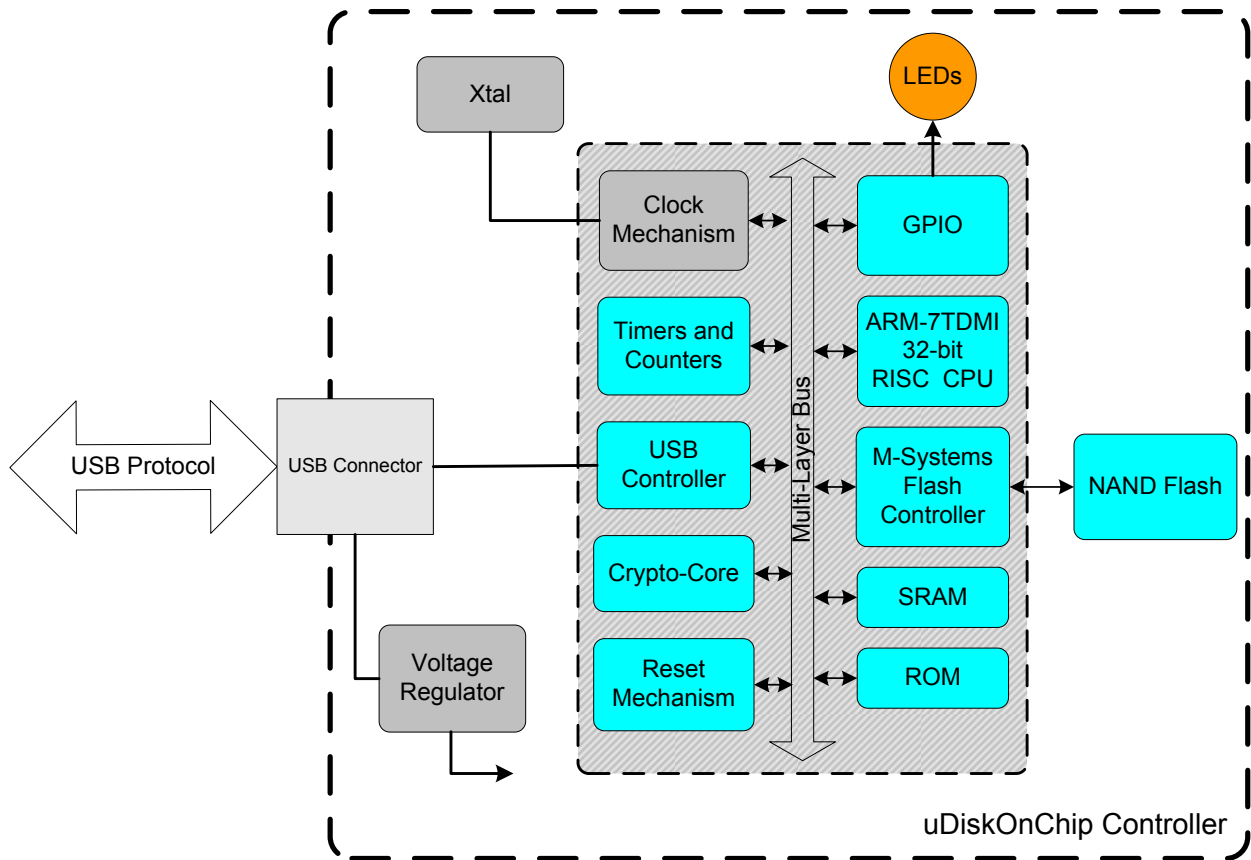 LEDs
Xtal
Clock
Mechanism
GPIO
Timers and
Counters
ARM-7TDMI
32-bit
RISC CPU
Multi-Layer Bus
USB Protocol
USB Connector
USB
Controller
M-Systems
Flash
Controller
NAND Flash
Crypto-Core
SRAM
Voltage
Regulator
Reset
Mechanism
ROM
uDiskOnChip Controller